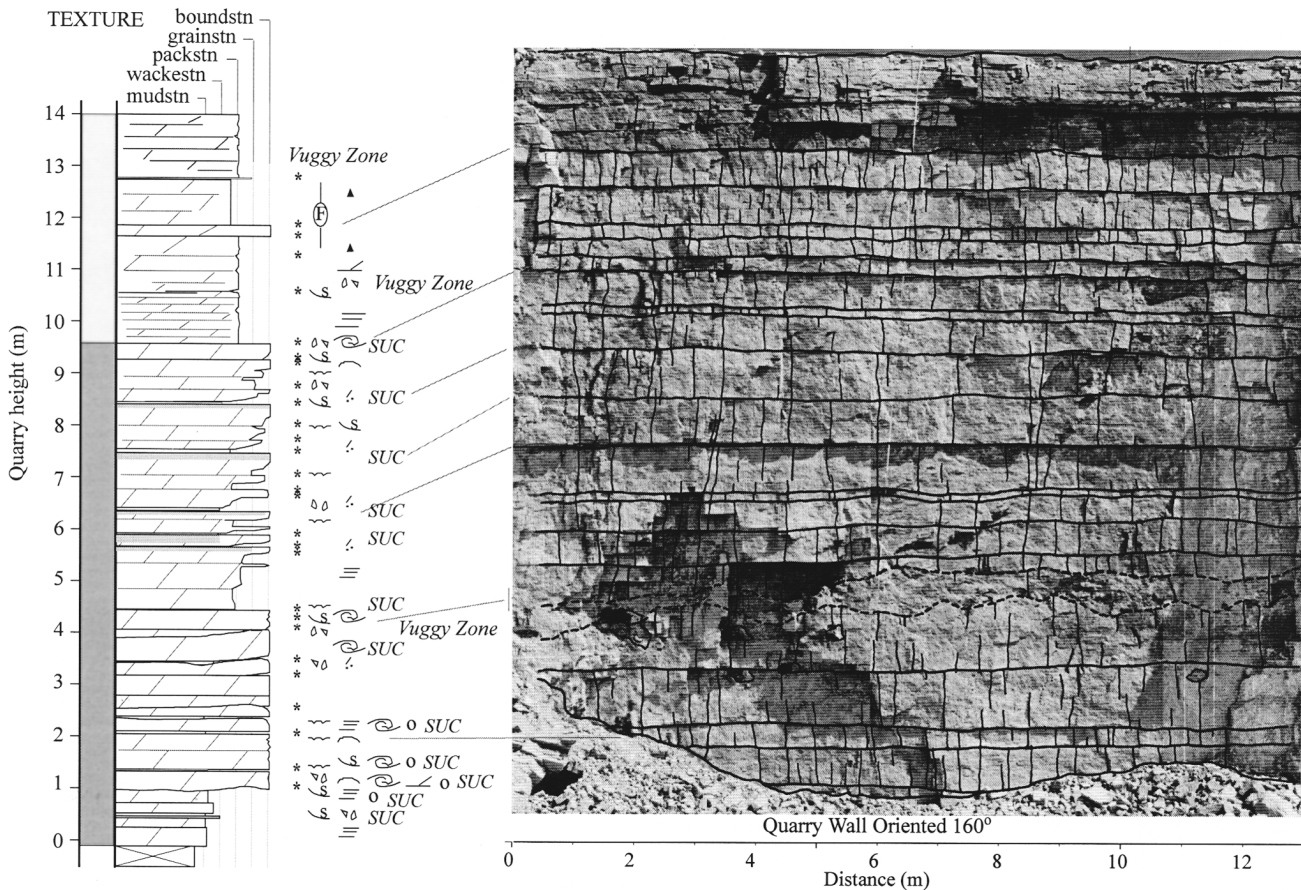 TEXTURE
boundstn
grainstn
packstn
wackestn
mudstn
Quarry height (m)
14
13
12
11
10
9
8
7
6
5
4
3
2
1
0
Vuggy Zone
F
Vuggy Zone
SUC
SUC
SUC
SUC
SUC
SUC
Vuggy Zone
SUC
o SUC
o SUC
o SUC
o SUC
SUC
Quarry Wall Oriented 160º
0 2 4 6 8 10 12
Distance (m)